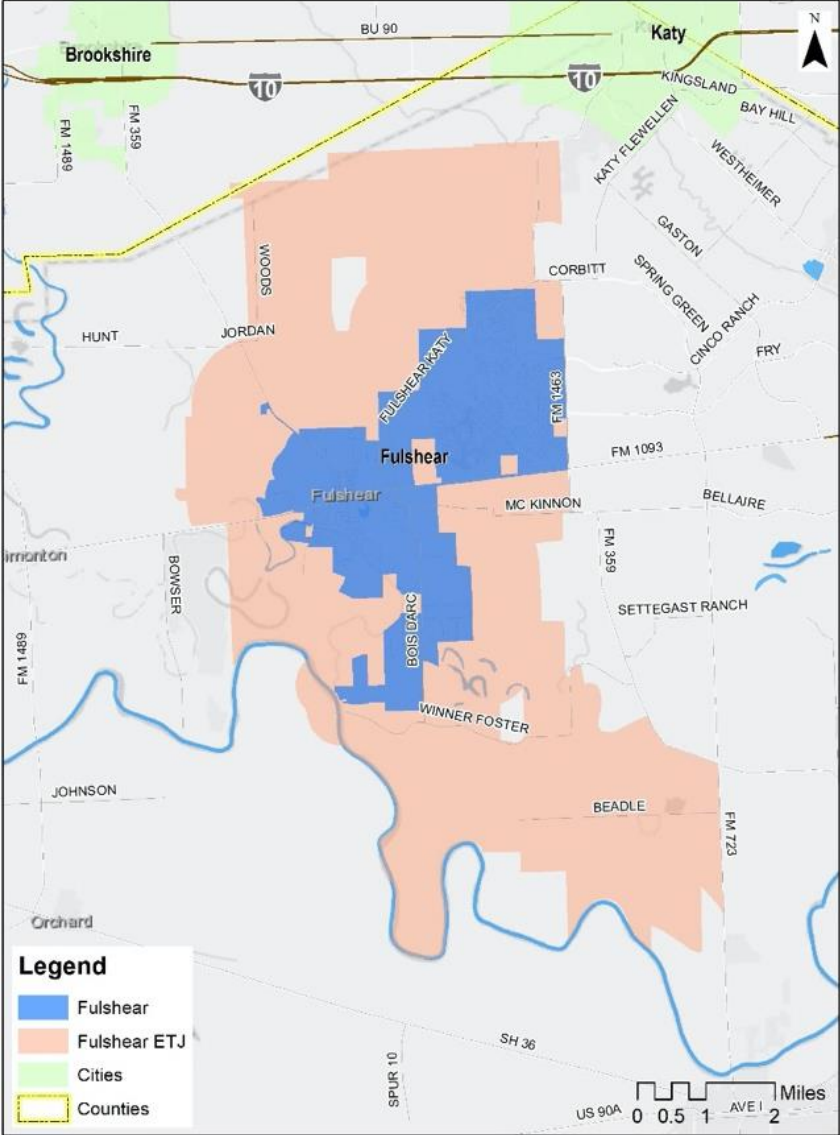 BU 90
N
Katy
Brookshire
10
10
KINGSLAND
BAY HILL
FM 1489
FM 359
KATY FLEWELLEN
WESTHEIMER
GASTON
WOODS
CORBITT
SPRING GREEN
CINCO RANCH
HUNT
JORDAN
FRY
FULSHEAR KATY
FM 1463
Fulshear
FM 1093
Fulshear
MC KINNON
BELLAIRE
imonton
BOWSER
FM 359
SETTEGAST RANCH
BOIS DARC
FM 1489
WINNER FOSTER
JOHNSON
BEADLE
FM 723
Orchard
Legend
Fulshear
Fulshear ETJ
Cities
Counties
SH 36
SPUR 10
US 90A
AVE I
Miles
0 0.5 1 2